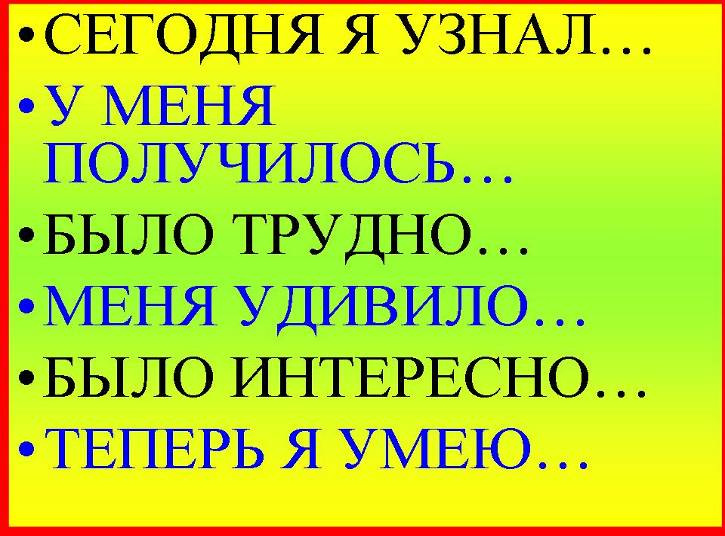 • СЕГОДНЯ Я УЗНАЛ…
• У МЕНЯ
ПОЛУЧИЛОСЬ…
• БЫЛО ТРУДНО…
• МЕНЯ УДИВИЛО…
• БЫЛО ИНТЕРЕСНО…
• ТЕПЕРЬ Я УМЕЮ…